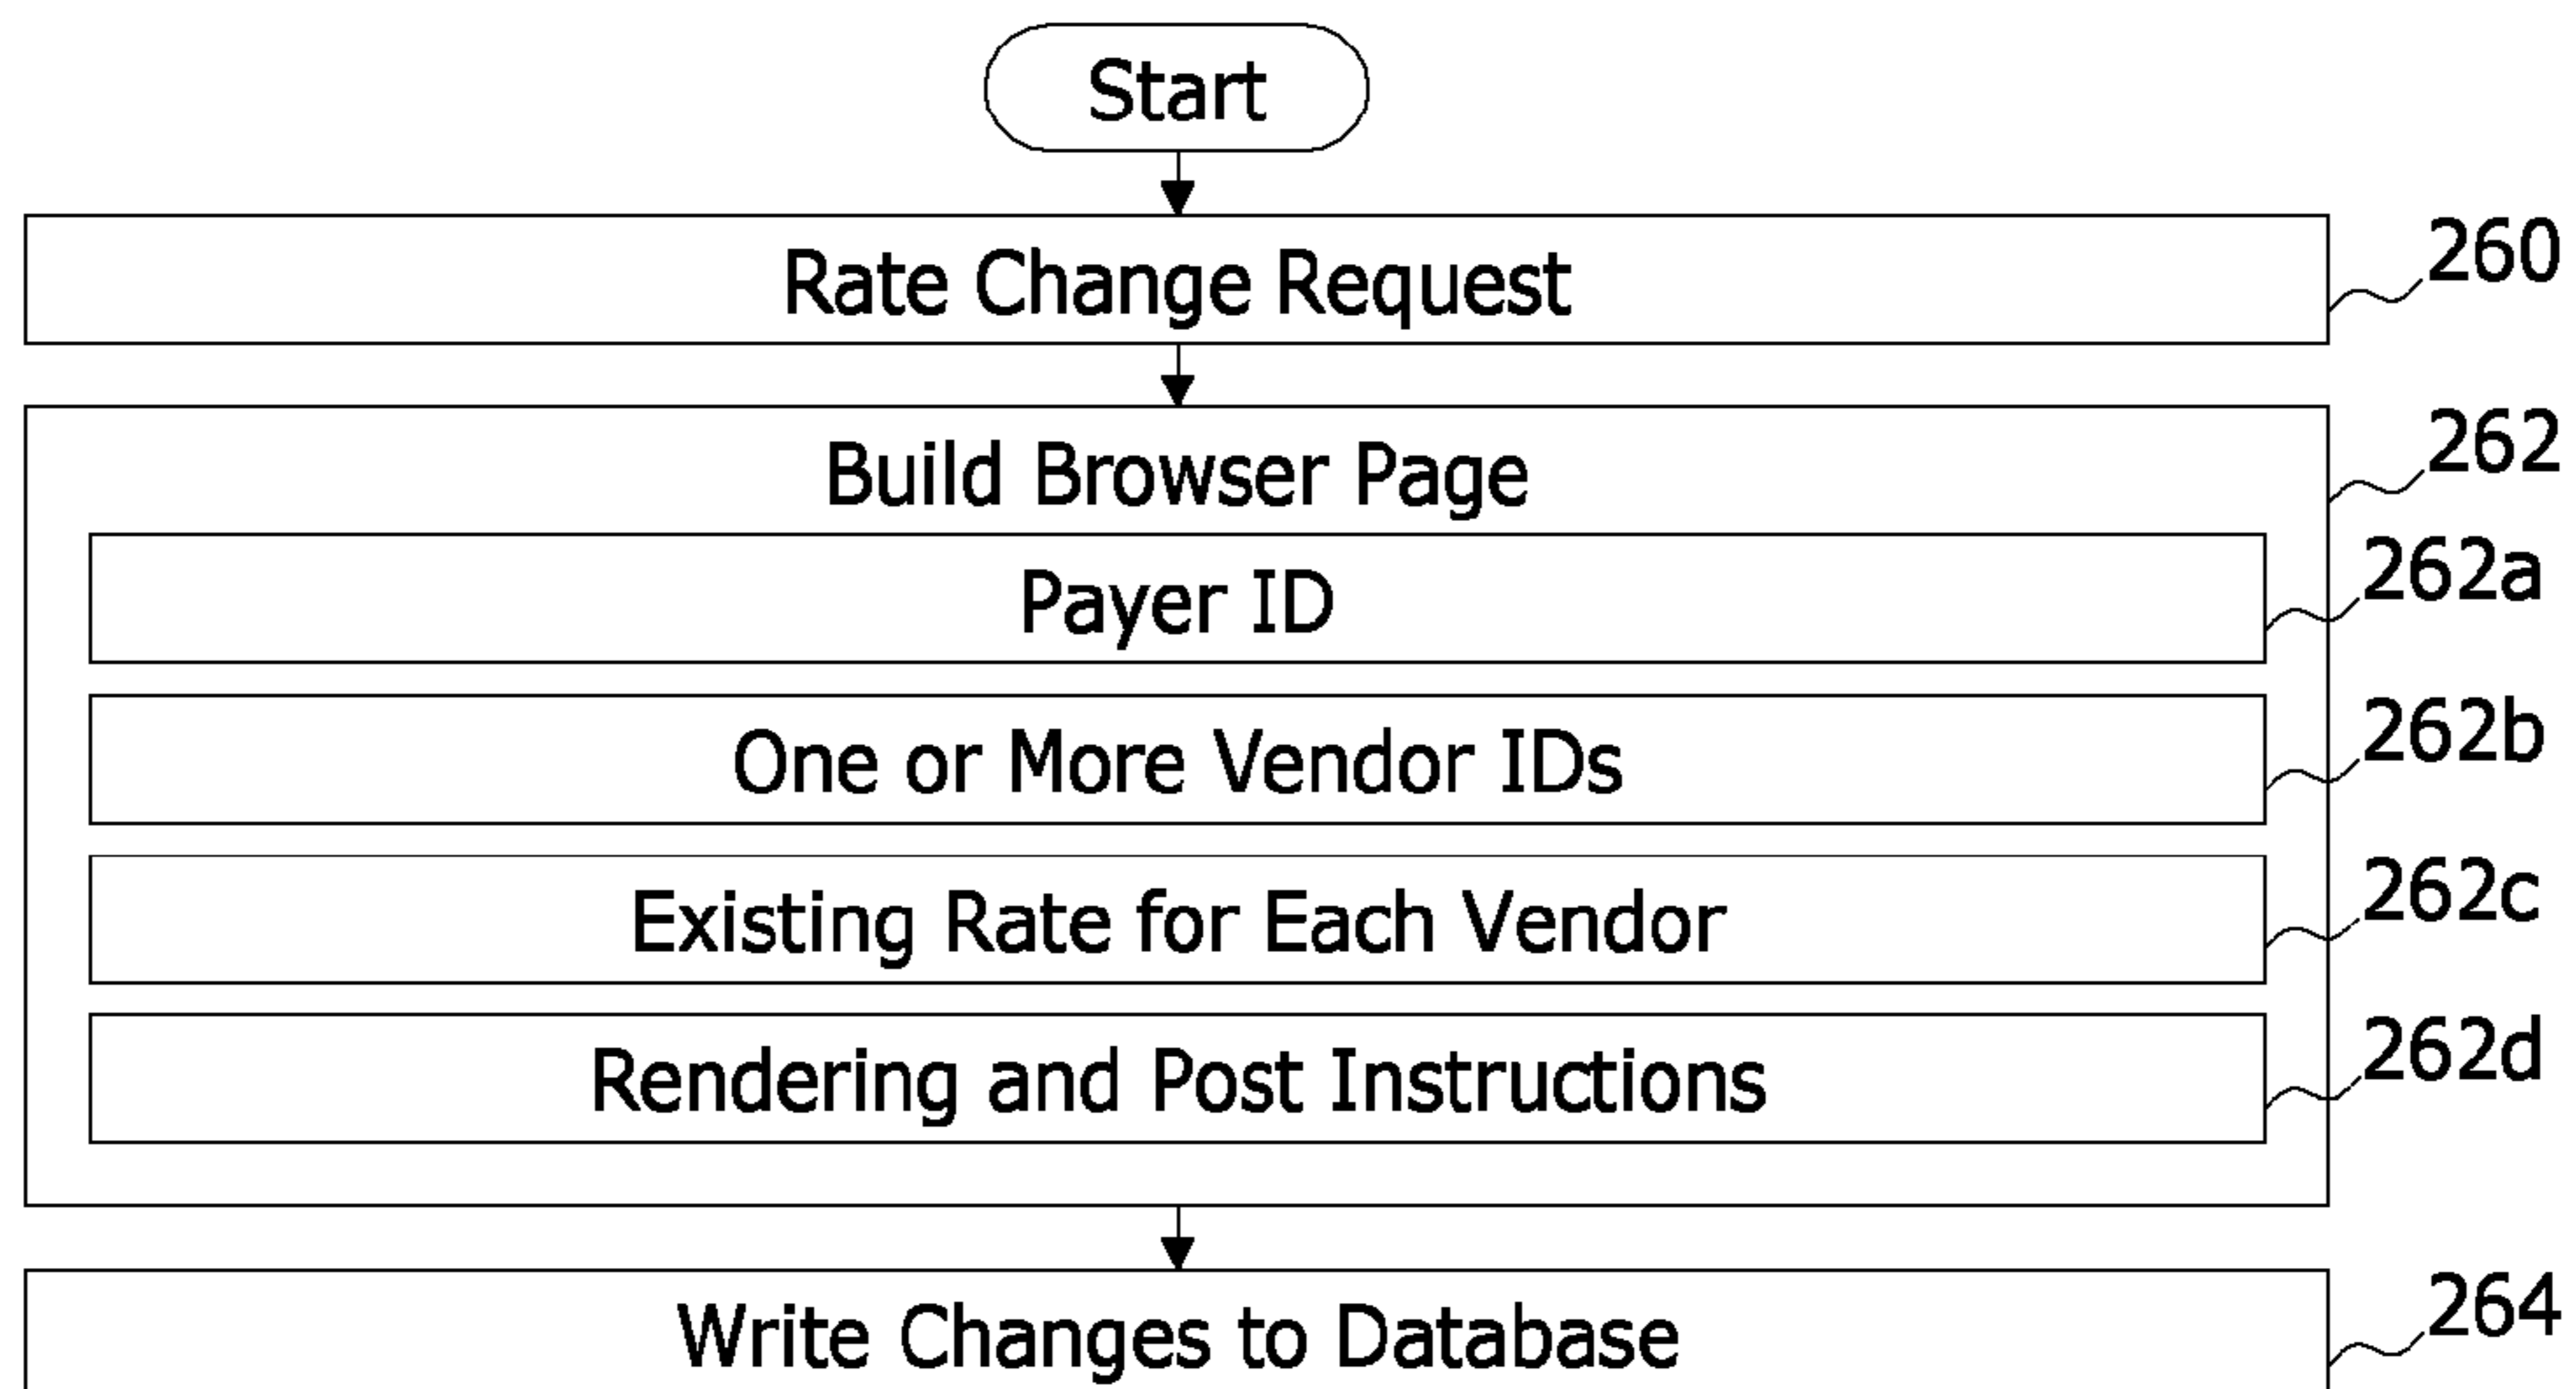 Start
Rate Change Request
260
Build Browser Page
262
Payer ID
262a
One or More Vendor IDs
262b
Existing Rate for Each Vendor
262c
Rendering and Post Instructions
262d
Write Changes to Database
264